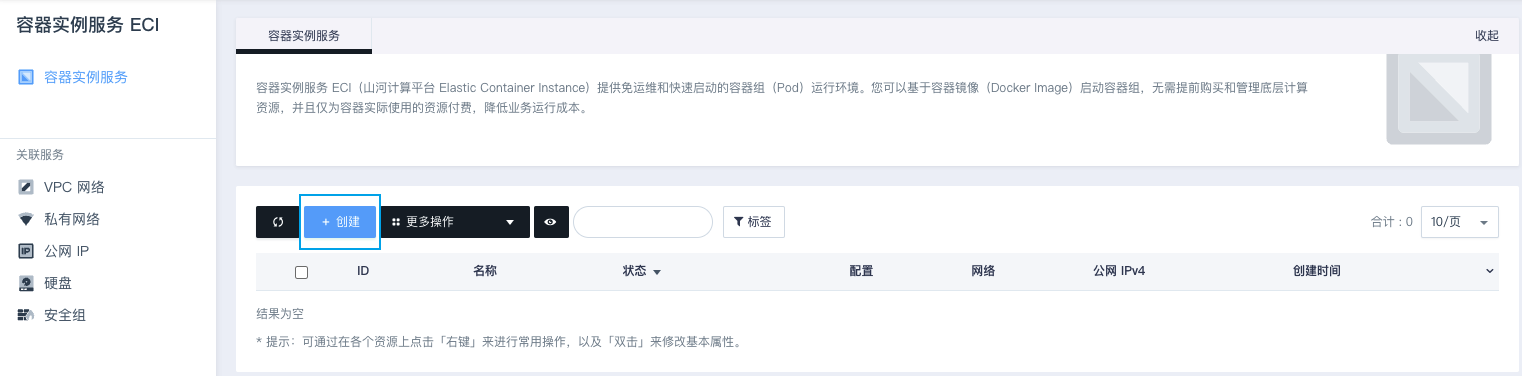 容器实例服务 ECI
容器实例服务
关联服务
VPC 网络
私有网络
公网 IP
硬盘
安全组
容器实例服务
收起
容器实例服务 ECI（山河计算平台 Elastic Container Instance）提供免运维和快速启动的容器组（Pod）运行环境。您可以基于容器镜像（Docker Image）启动容器组，无需提前购买和管理底层计算
资源，并且仅为容器实际使用的资源付费，降低业务运行成本。
+ 创建 更多操作 标签 合计：0 10/页
ID 名称 状态 配置 网络 公网 IPv4 创建时间
结果为空
* 提示：可通过在各个资源上点击「右键」来进行常用操作，以及「双击」来修改基本属性。